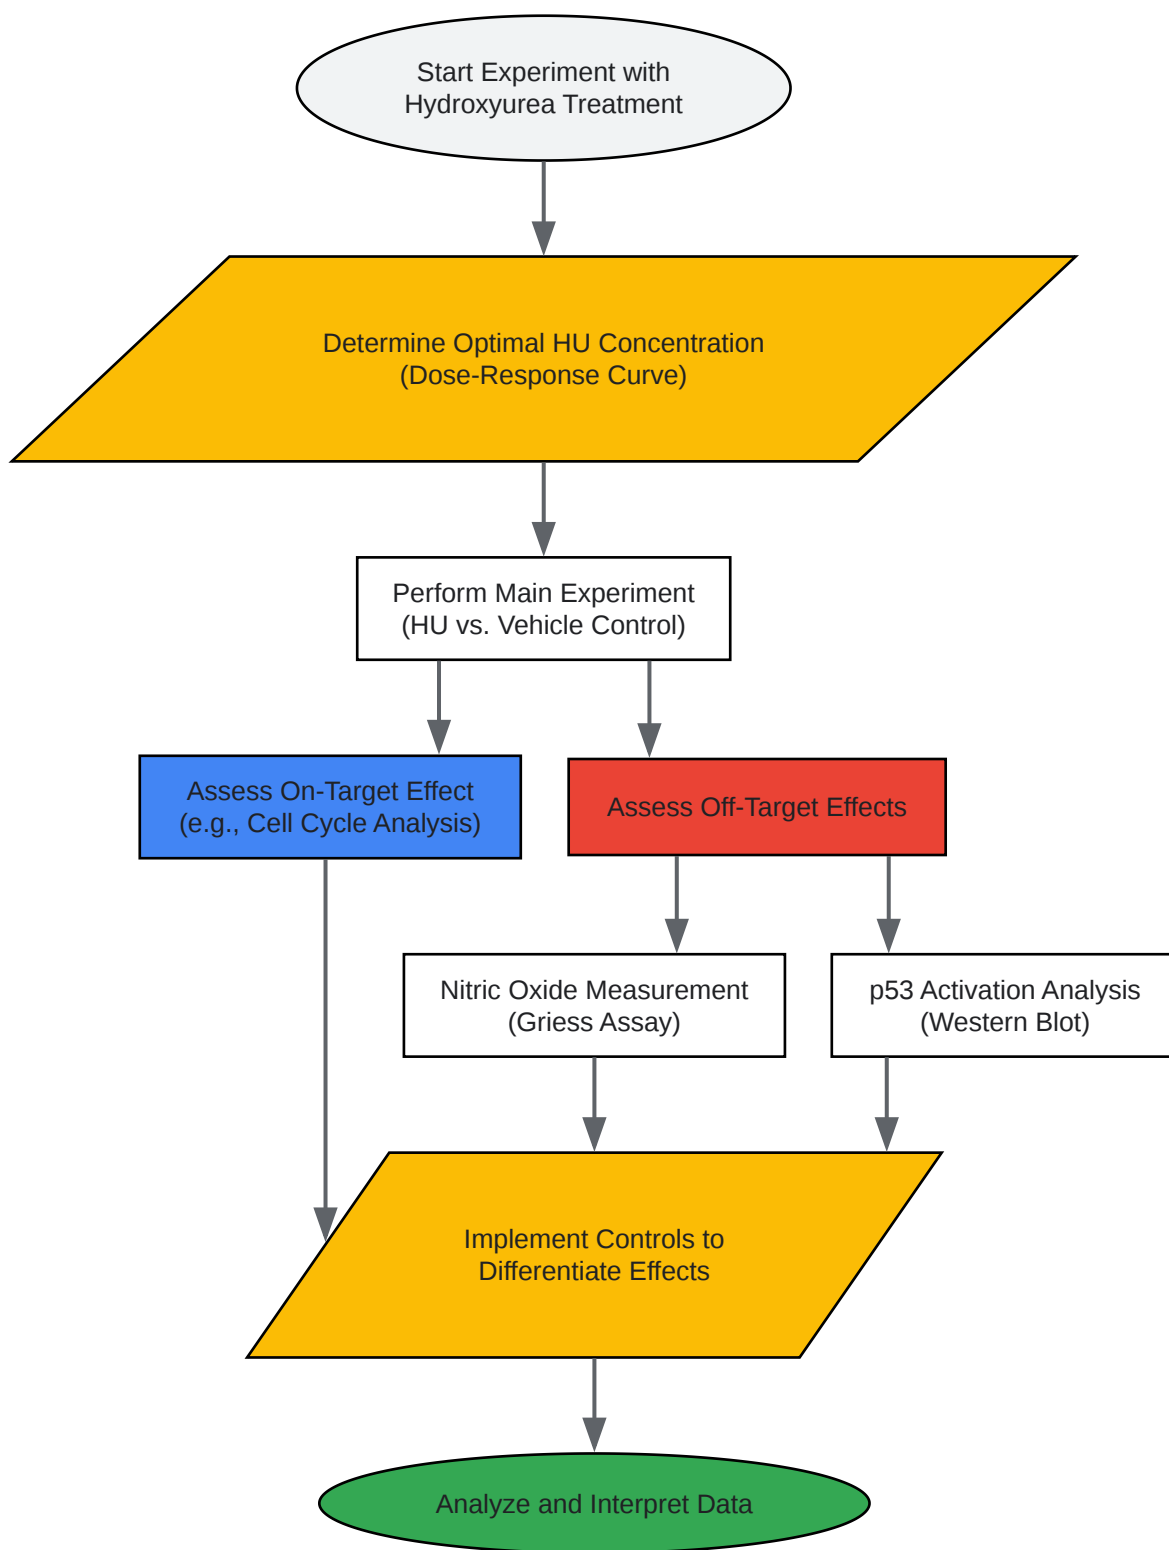 Start Experiment with
Hydroxyurea Treatment
Determine Optimal HU Concentration
(Dose-Response Curve)
Perform Main Experiment
(HU vs. Vehicle Control)
Assess On-Target Effect
(e.g., Cell Cycle Analysis)
Assess Off-Target Effects
Nitric Oxide Measurement
(Griess Assay)
p53 Activation Analysis
(Western Blot)
Implement Controls to
Differentiate Effects
Analyze and Interpret Data